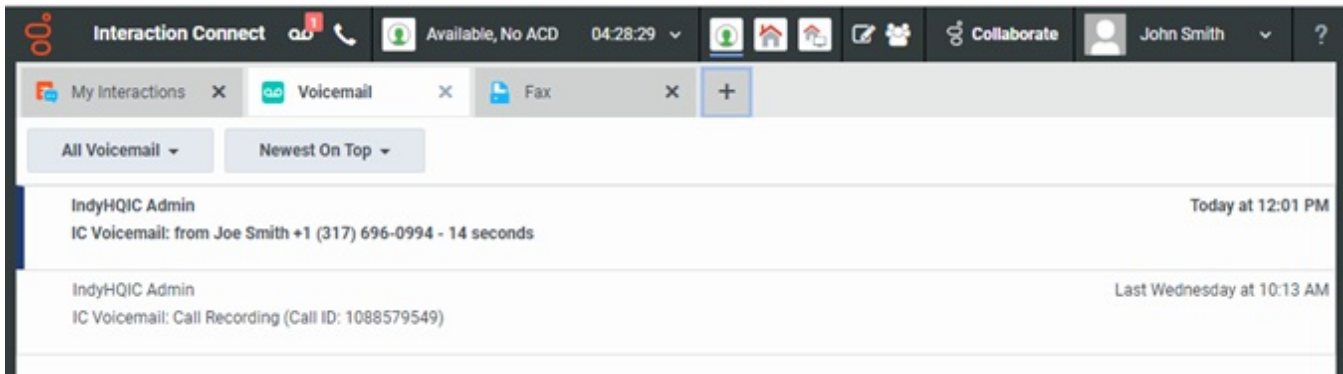 Interaction Connect 1 Available, No ACD 04:28:29 Collaborate John Smith ?
My Interactions Voicemail Fax
All Voicemail Newest On Top
IndyHQIC Admin Today at 12:01 PM
IC Voicemail: from Joe Smith +1 (317) 696-0994 - 14 seconds
IndyHQIC Admin Last Wednesday at 10:13 AM
IC Voicemail: Call Recording (Call ID: 1088579549)